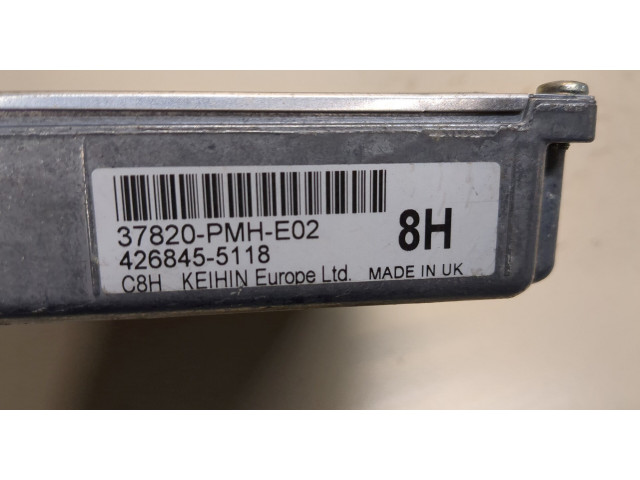 37820-PMH-E02
8H
426845-5118
C8H KEIHIN Europe Ltd. MADE IN UK